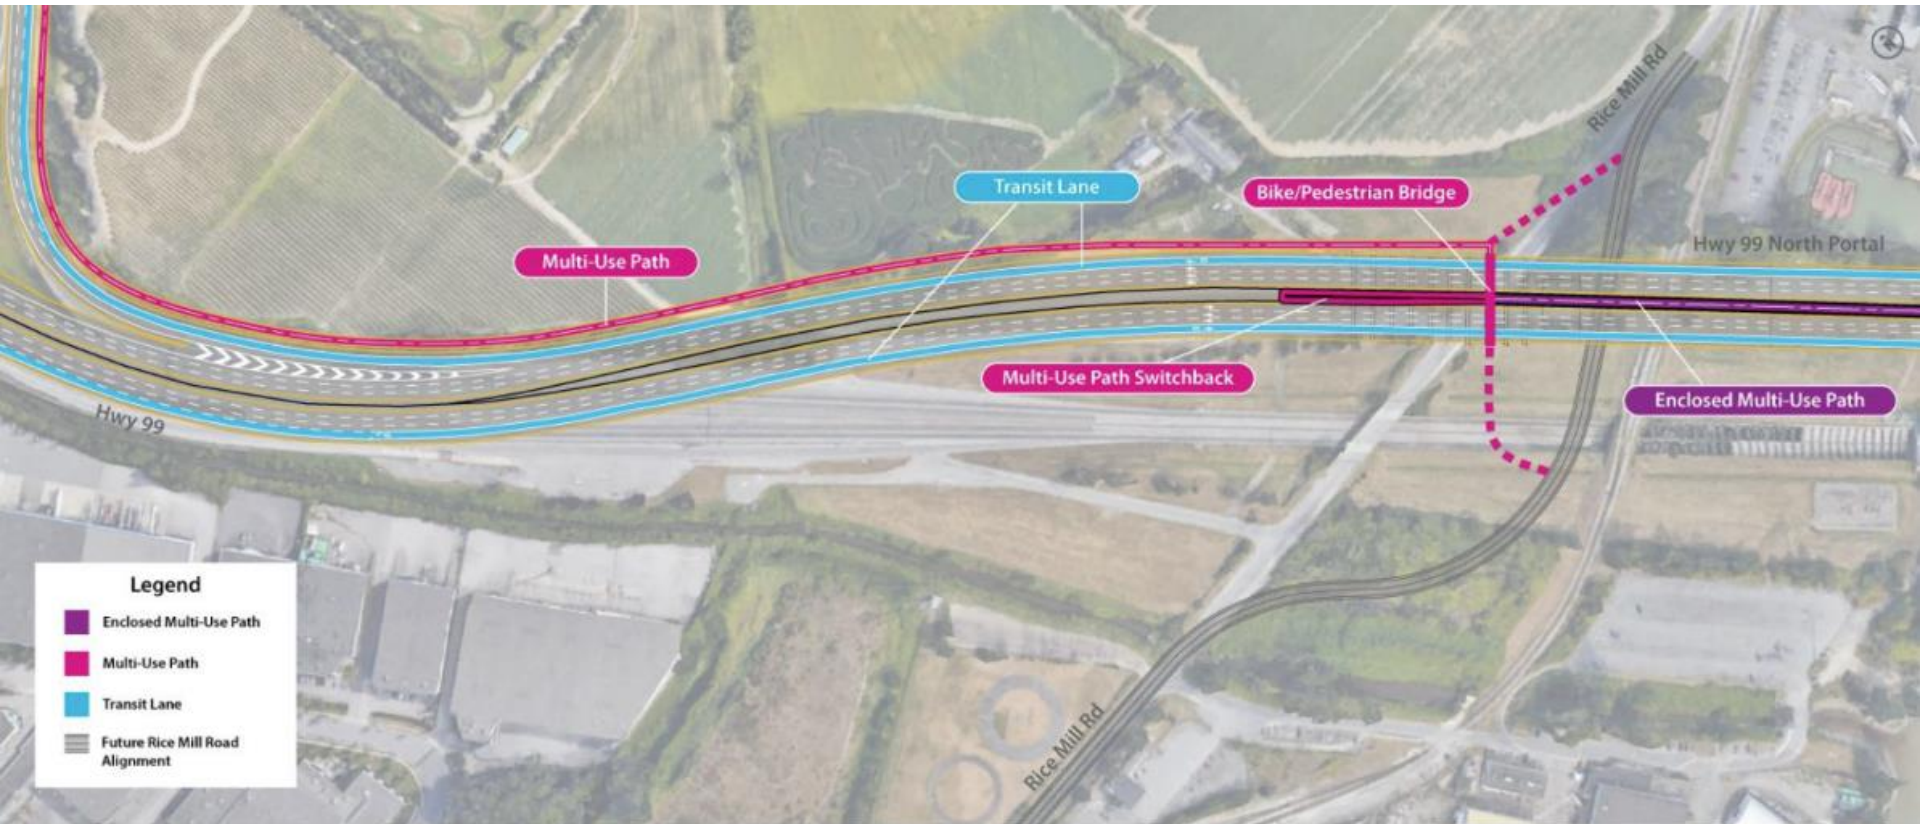 Rice Mill Rd
Transit Lane
Bike/Pedestrian Bridge
Hwy 99 North Portal
Multi-Use Path
Multi-Use Path Switchback
Enclosed Multi-Use Path
Hwy 99
Legend
Enclosed Multi-Use Path
Multi-Use Path
Transit Lane
Future Rice Mill Road
Alignment
Rice Mill Rd